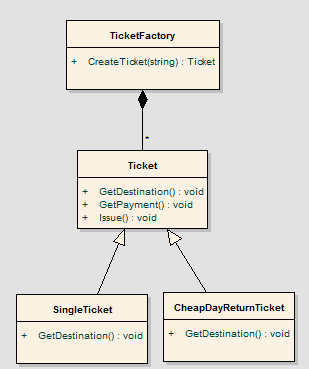 TicketFactory
+ CreateTicket(string) : Ticket
*
Ticket
+ GetDestination() : void
+ GetPayment() : void
+ Issue() : void
SingleTicket
+ GetDestination() : void
CheapDayReturnTicket
+ GetDestination() : void